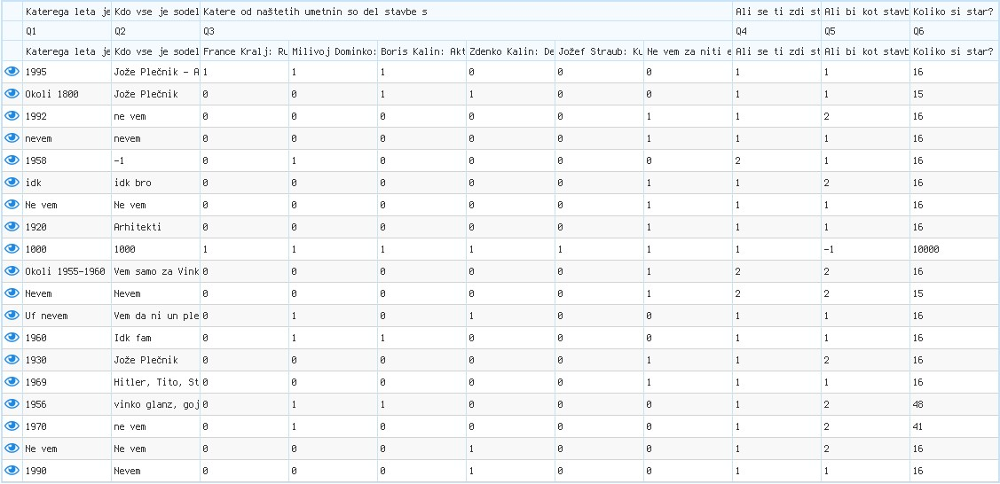 Katerega leta je Kdo vse je sodel Katere od naštetih umetnin so del stavbe s Ali se ti zdi st Ali bi kot stavb Koliko si star?
Q1 Q2 Q3 Q4 Q5 Q6
Katerega leta je Kdo vse je sodel France Kralj: Ru Milivoj Dominko: Boris Kalin: Akt Zdenko Kalin: De Jožef Straub: Ku Ne vem za niti e Ali se ti zdi st Ali bi kot stavb Koliko si star?
1995 Jože Plečnik - A 1 1 1 0 0 0 1 1 16
Okoli 1800 Jože Plečnik 0 0 1 1 0 0 1 1 15
1992 ne vem 0 0 0 0 0 1 1 2 16
nevem nevem 0 0 0 0 0 1 1 1 16
1958 -1 0 1 0 0 0 0 2 1 16
idk idk bro 0 0 0 0 0 1 1 2 16
Ne vem Ne vem 0 0 0 0 0 1 1 1 16
1920 Arhitekti 0 0 0 0 0 1 1 1 16
1000 1000 1 1 1 1 1 1 1 -1 10000
Okoli 1955-1960 Vem samo za Vink 0 0 0 0 0 1 2 2 16
Nevem Nevem 0 0 0 0 0 1 2 2 15
Uf nevem Vem da ni un ple 0 1 0 1 0 0 1 1 16
1960 Idk fam 0 1 1 0 0 0 1 1 16
1930 Jože Plečnik 0 0 0 0 0 1 1 2 16
1969 Hitler, Tito, St 0 0 0 0 0 1 1 1 16
1956 vinko glanz, goj 0 1 1 0 0 0 1 2 48
1970 ne vem 0 1 0 0 0 0 1 2 41
Ne vem Ne vem 0 0 0 1 0 0 1 2 16
1990 Nevem 0 0 0 1 0 0 1 1 16